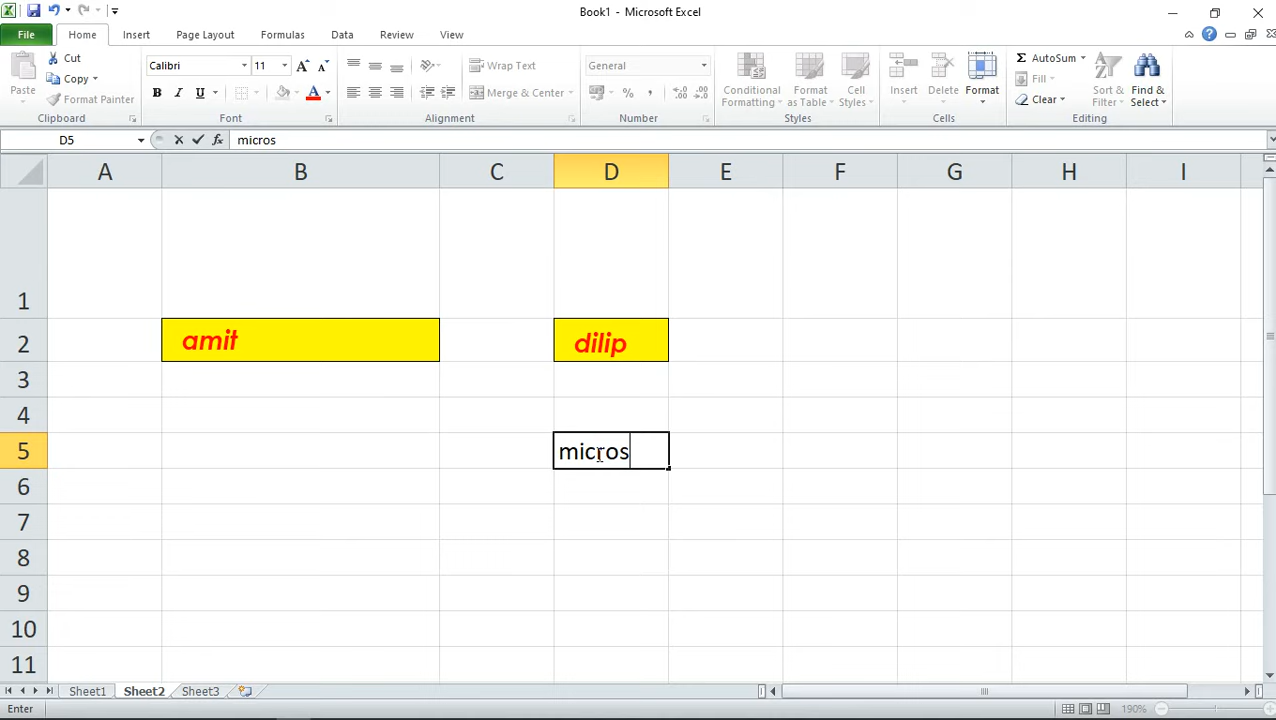 Book1 - Microsoft Excel
File Home Insert Page Layout Formulas Data Review View
Paste Cut Copy Format Painter Clipboard
Calibri 11 A A B I U A Font
Wrap Text Merge & Center Alignment
General % , Number
Conditional Formatting Format as Table Cell Styles Styles
Insert Delete Format Cells
Σ AutoSum Fill Clear Sort & Filter Find & Select Editing
D5 fx micros
A B C D E F G H I
1
2 amit dilip
3
4
5 micros
6
7
8
9
10
11
Sheet1 Sheet2 Sheet3
Enter 190%